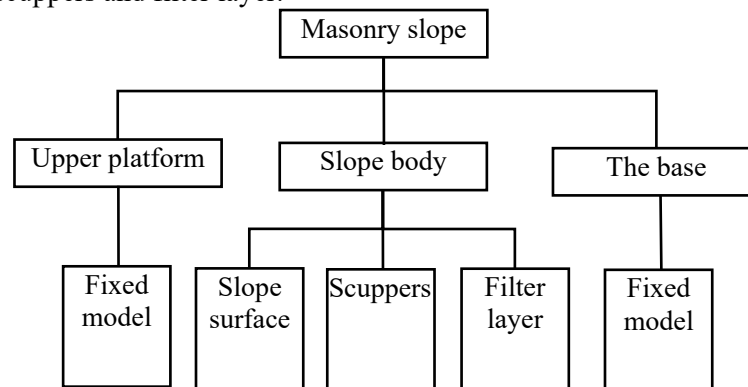 scuppers and filter layer.
Masonry slope
Upper platform
Slope body
The base
Fixed
model
Slope
surface
Scuppers
Filter
layer
Fixed
model